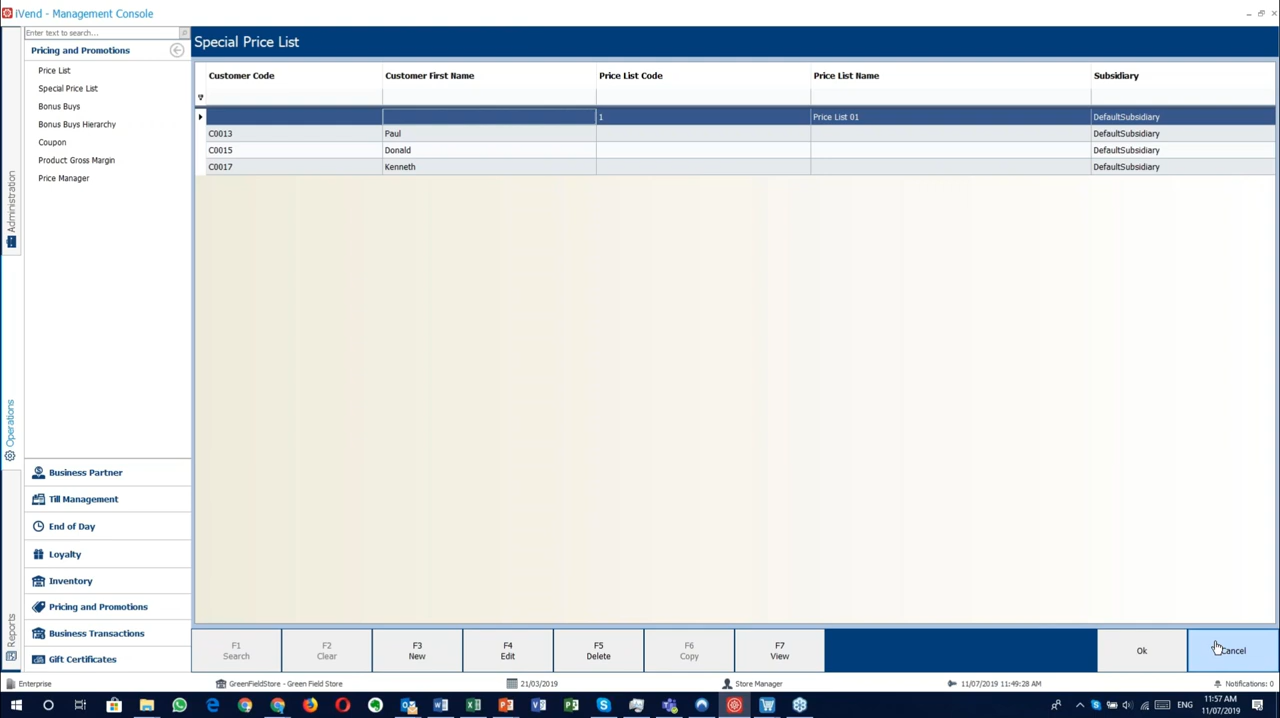 iVend - Management Console
Enter text to search...
Pricing and Promotions
Price List
Special Price List
Bonus Buys
Bonus Buys Hierarchy
Coupon
Product Gross Margin
Price Manager
Administration
Operations
Reports
Business Partner
Till Management
End of Day
Loyalty
Inventory
Pricing and Promotions
Business Transactions
Gift Certificates
Special Price List
Customer Code Customer First Name Price List Code Price List Name Subsidiary
1 Price List 01 DefaultSubsidiary
C0013 Paul DefaultSubsidiary
C0015 Donald DefaultSubsidiary
C0017 Kenneth DefaultSubsidiary
F1 Search
F2 Clear
F3 New
F4 Edit
F5 Delete
F6 Copy
F7 View
Ok
Cancel
Enterprise GreenFieldStore - Green Field Store 21/03/2019 Store Manager 11/07/2019 11:49:28 AM Notifications: 0
ENG
11:57 AM
11/07/2019